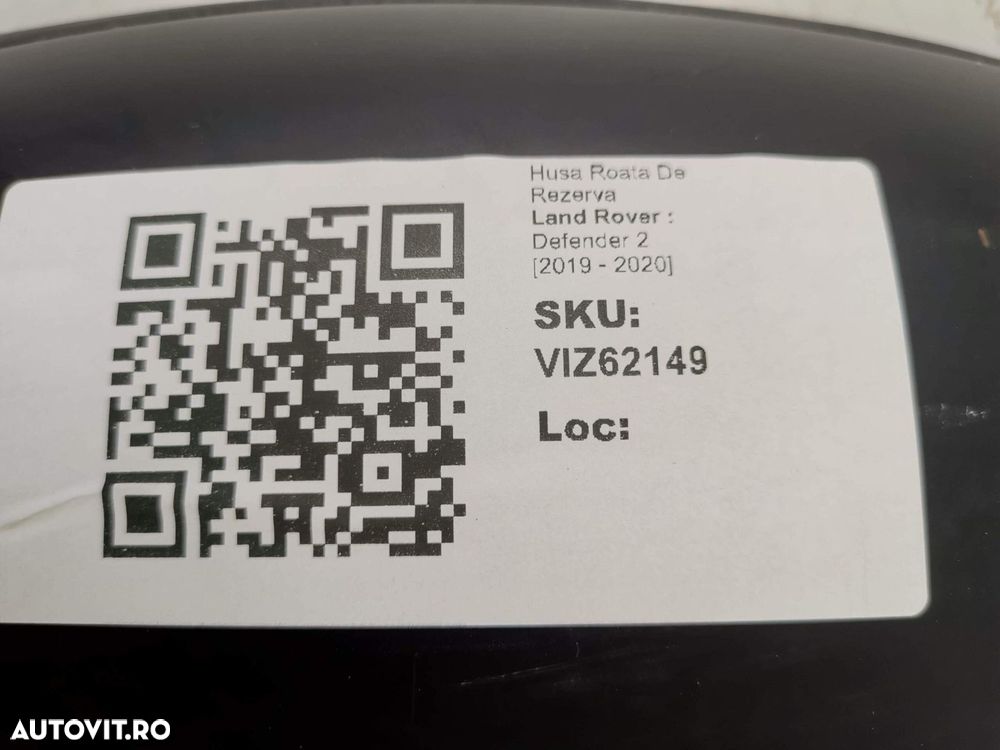 Husa Roata De
Rezerva
Land Rover :
Defender 2
[2019 - 2020]
SKU:
VIZ62149
Loc:
AUTOVIT.RO